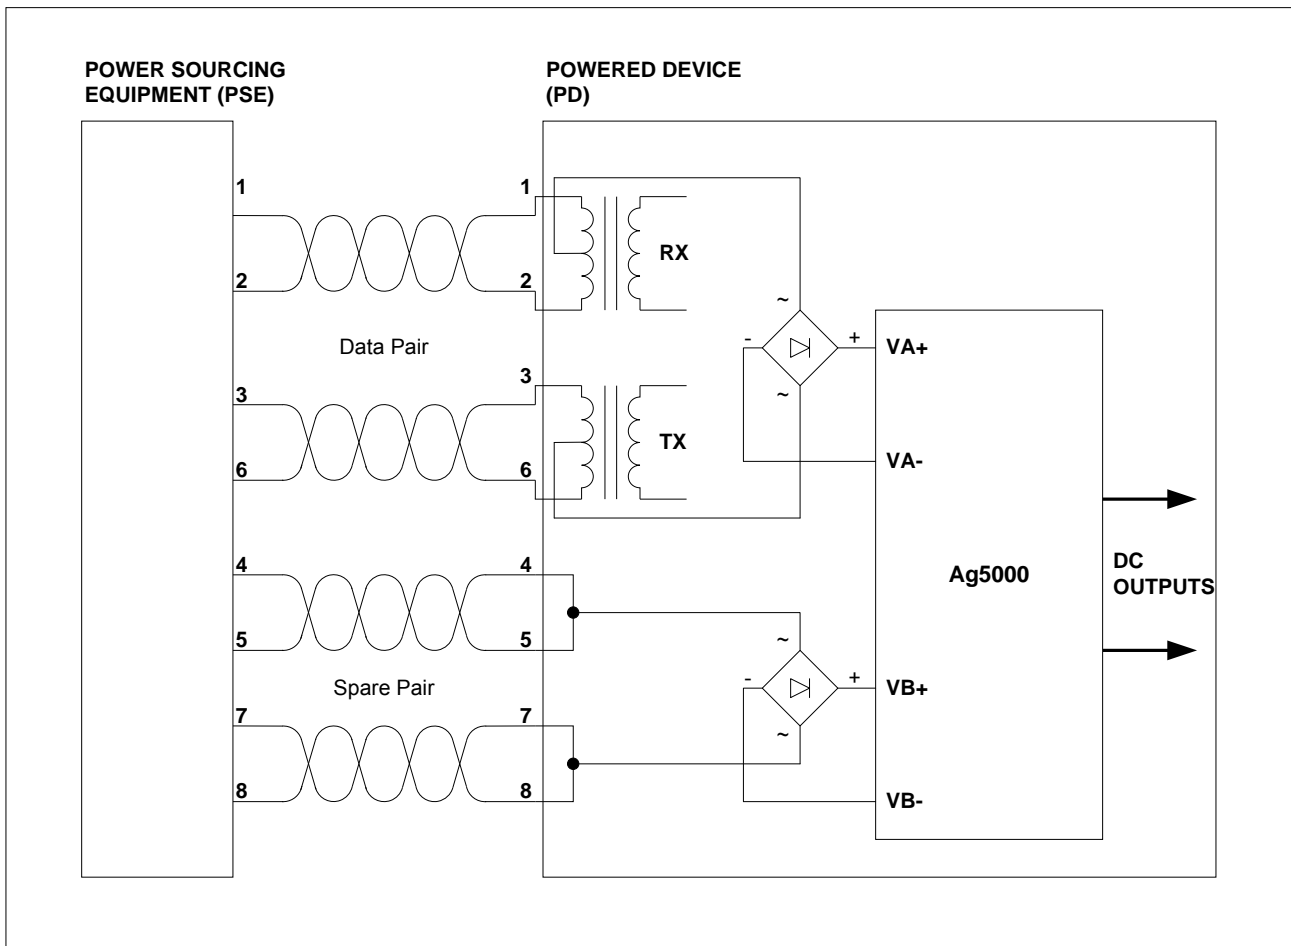 POWER SOURCING
EQUIPMENT (PSE)
POWERED DEVICE
(PD)
1
1
2
2
RX
Data Pair
~
-
+
VA+
~
3
3
TX
6
6
VA-
4
4
5
5
Ag5000
DC
OUTPUTS
Spare Pair
~
-
+
VB+
~
7
7
8
8
VB-